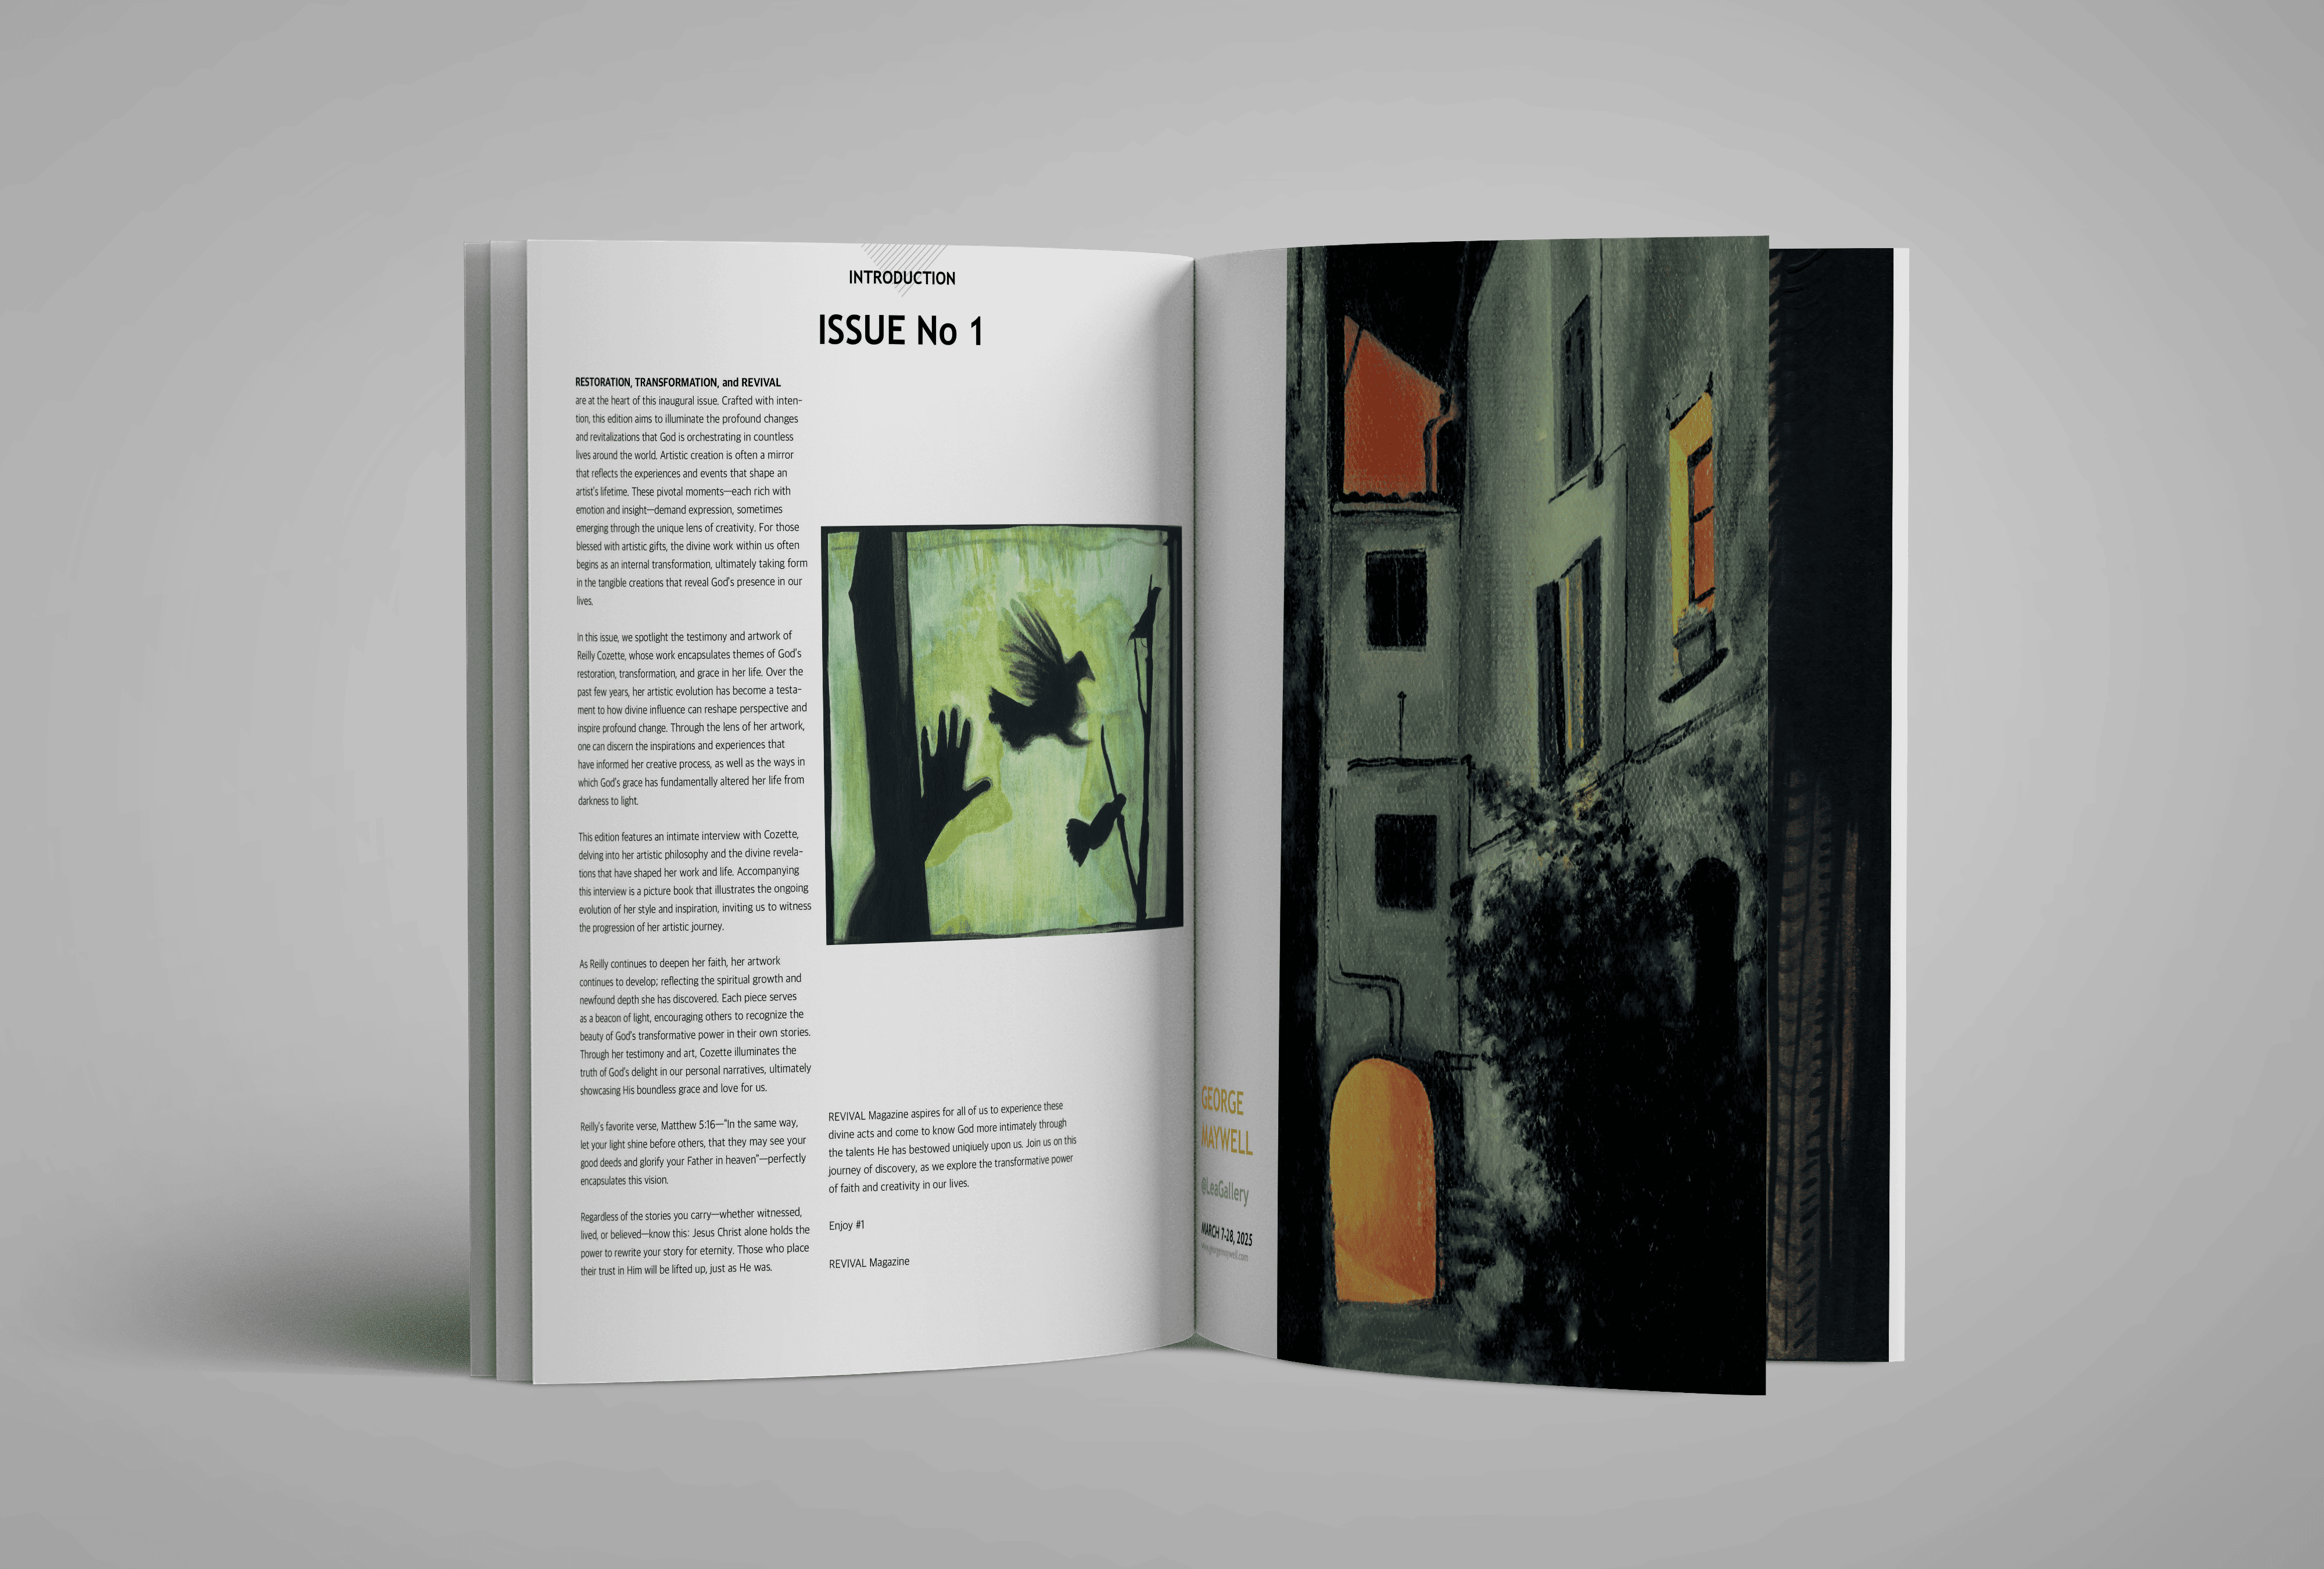 INTRODUCTION
ISSUE No 1
RESTORATION, TRANSFORMATION, and REVIVAL
are at the heart of this inaugural issue. Crafted with inten-
tion, this edition aims to illuminate the profound changes
and revitalizations that God is orchestrating in countless
lives around the world. Artistic creation is often a mirror
that reflects the experiences and events that shape an
artist's lifetime. These pivotal moments—each rich with
emotion and insight—demand expression, sometimes
emerging through the unique lens of creativity. For those
blessed with artistic gifts, the divine work within us often
begins as an internal transformation, ultimately taking form
in the tangible creations that reveal God's presence in our
lives.
In this issue, we spotlight the testimony and artwork of
Reilly Cozette, whose work encapsulates themes of God's
restoration, transformation, and grace in her life. Over the
past few years, her artistic evolution has become a testa-
ment to how divine influence can reshape perspective and
inspire profound change. Through the lens of her artwork,
one can discern the inspirations and experiences that
have informed her creative process, as well as the ways in
which God's grace has fundamentally altered her life from
darkness to light.
This edition features an intimate interview with Cozette,
delving into her artistic philosophy and the divine revela-
tions that have shaped her work and life. Accompanying
this interview is a picture book that illustrates the ongoing
evolution of her style and inspiration, inviting us to witness
the progression of her artistic journey.
As Reilly continues to deepen her faith, her artwork
continues to develop; reflecting the spiritual growth and
newfound depth she has discovered. Each piece serves
as a beacon of light, encouraging others to recognize the
beauty of God's transformative power in their own stories.
Through her testimony and art, Cozette illuminates the
truth of God's delight in our personal narratives, ultimately
showcasing His boundless grace and love for us.
Reilly's favorite verse, Matthew 5:16—"In the same way,
let your light shine before others, that they may see your
good deeds and glorify your Father in heaven"—perfectly
encapsulates this vision.
Regardless of the stories you carry—whether witnessed,
lived, or believed—know this: Jesus Christ alone holds the
power to rewrite your story for eternity. Those who place
their trust in Him will be lifted up, just as He was.
REVIVAL Magazine aspires for all of us to experience these
divine acts and come to know God more intimately through
the talents He has bestowed uniqiuely upon us. Join us on this
journey of discovery, as we explore the transformative power
of faith and creativity in our lives.
Enjoy #1
REVIVAL Magazine
GEORGE
MAYWELL
@LeaGallery
MARCH 7-28, 2025
www.georgemaywell.com